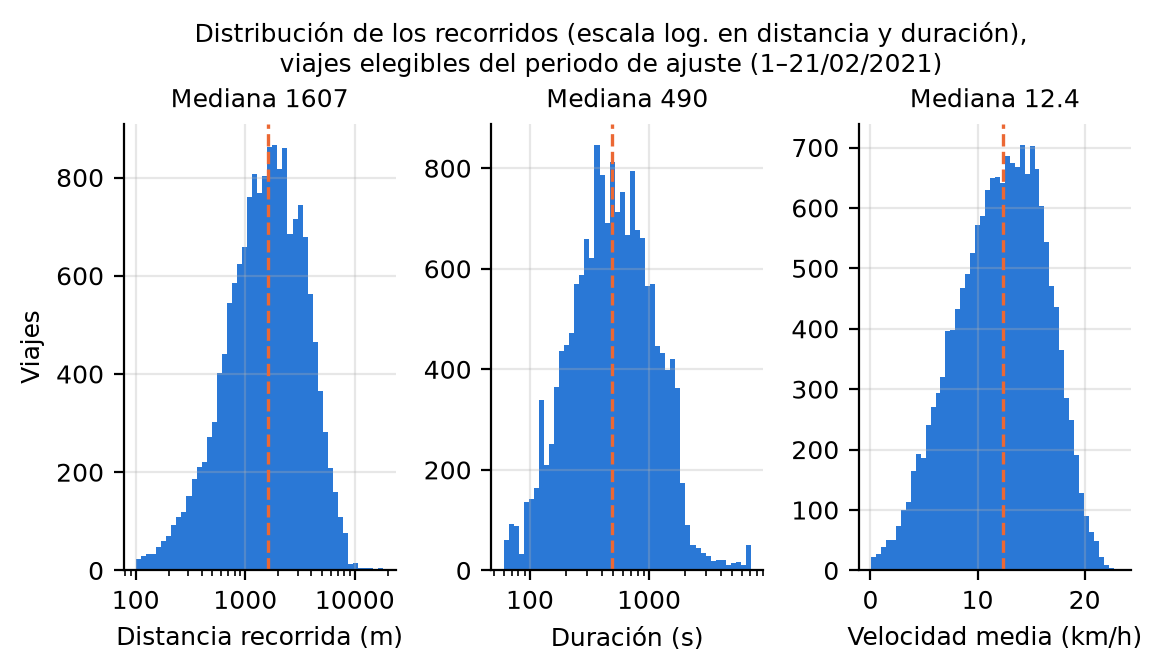 Distribución de los recorridos (escala log. en distancia y duración),
viajes elegibles del periodo de ajuste (1–21/02/2021)
Mediana 1607
Mediana 490
Mediana 12.4
Viajes
800
600
400
200
0
100
1000
10000
Distancia recorrida (m)
800
600
400
200
0
100
1000
Duración (s)
700
600
500
400
300
200
100
0
0
10
20
Velocidad media (km/h)